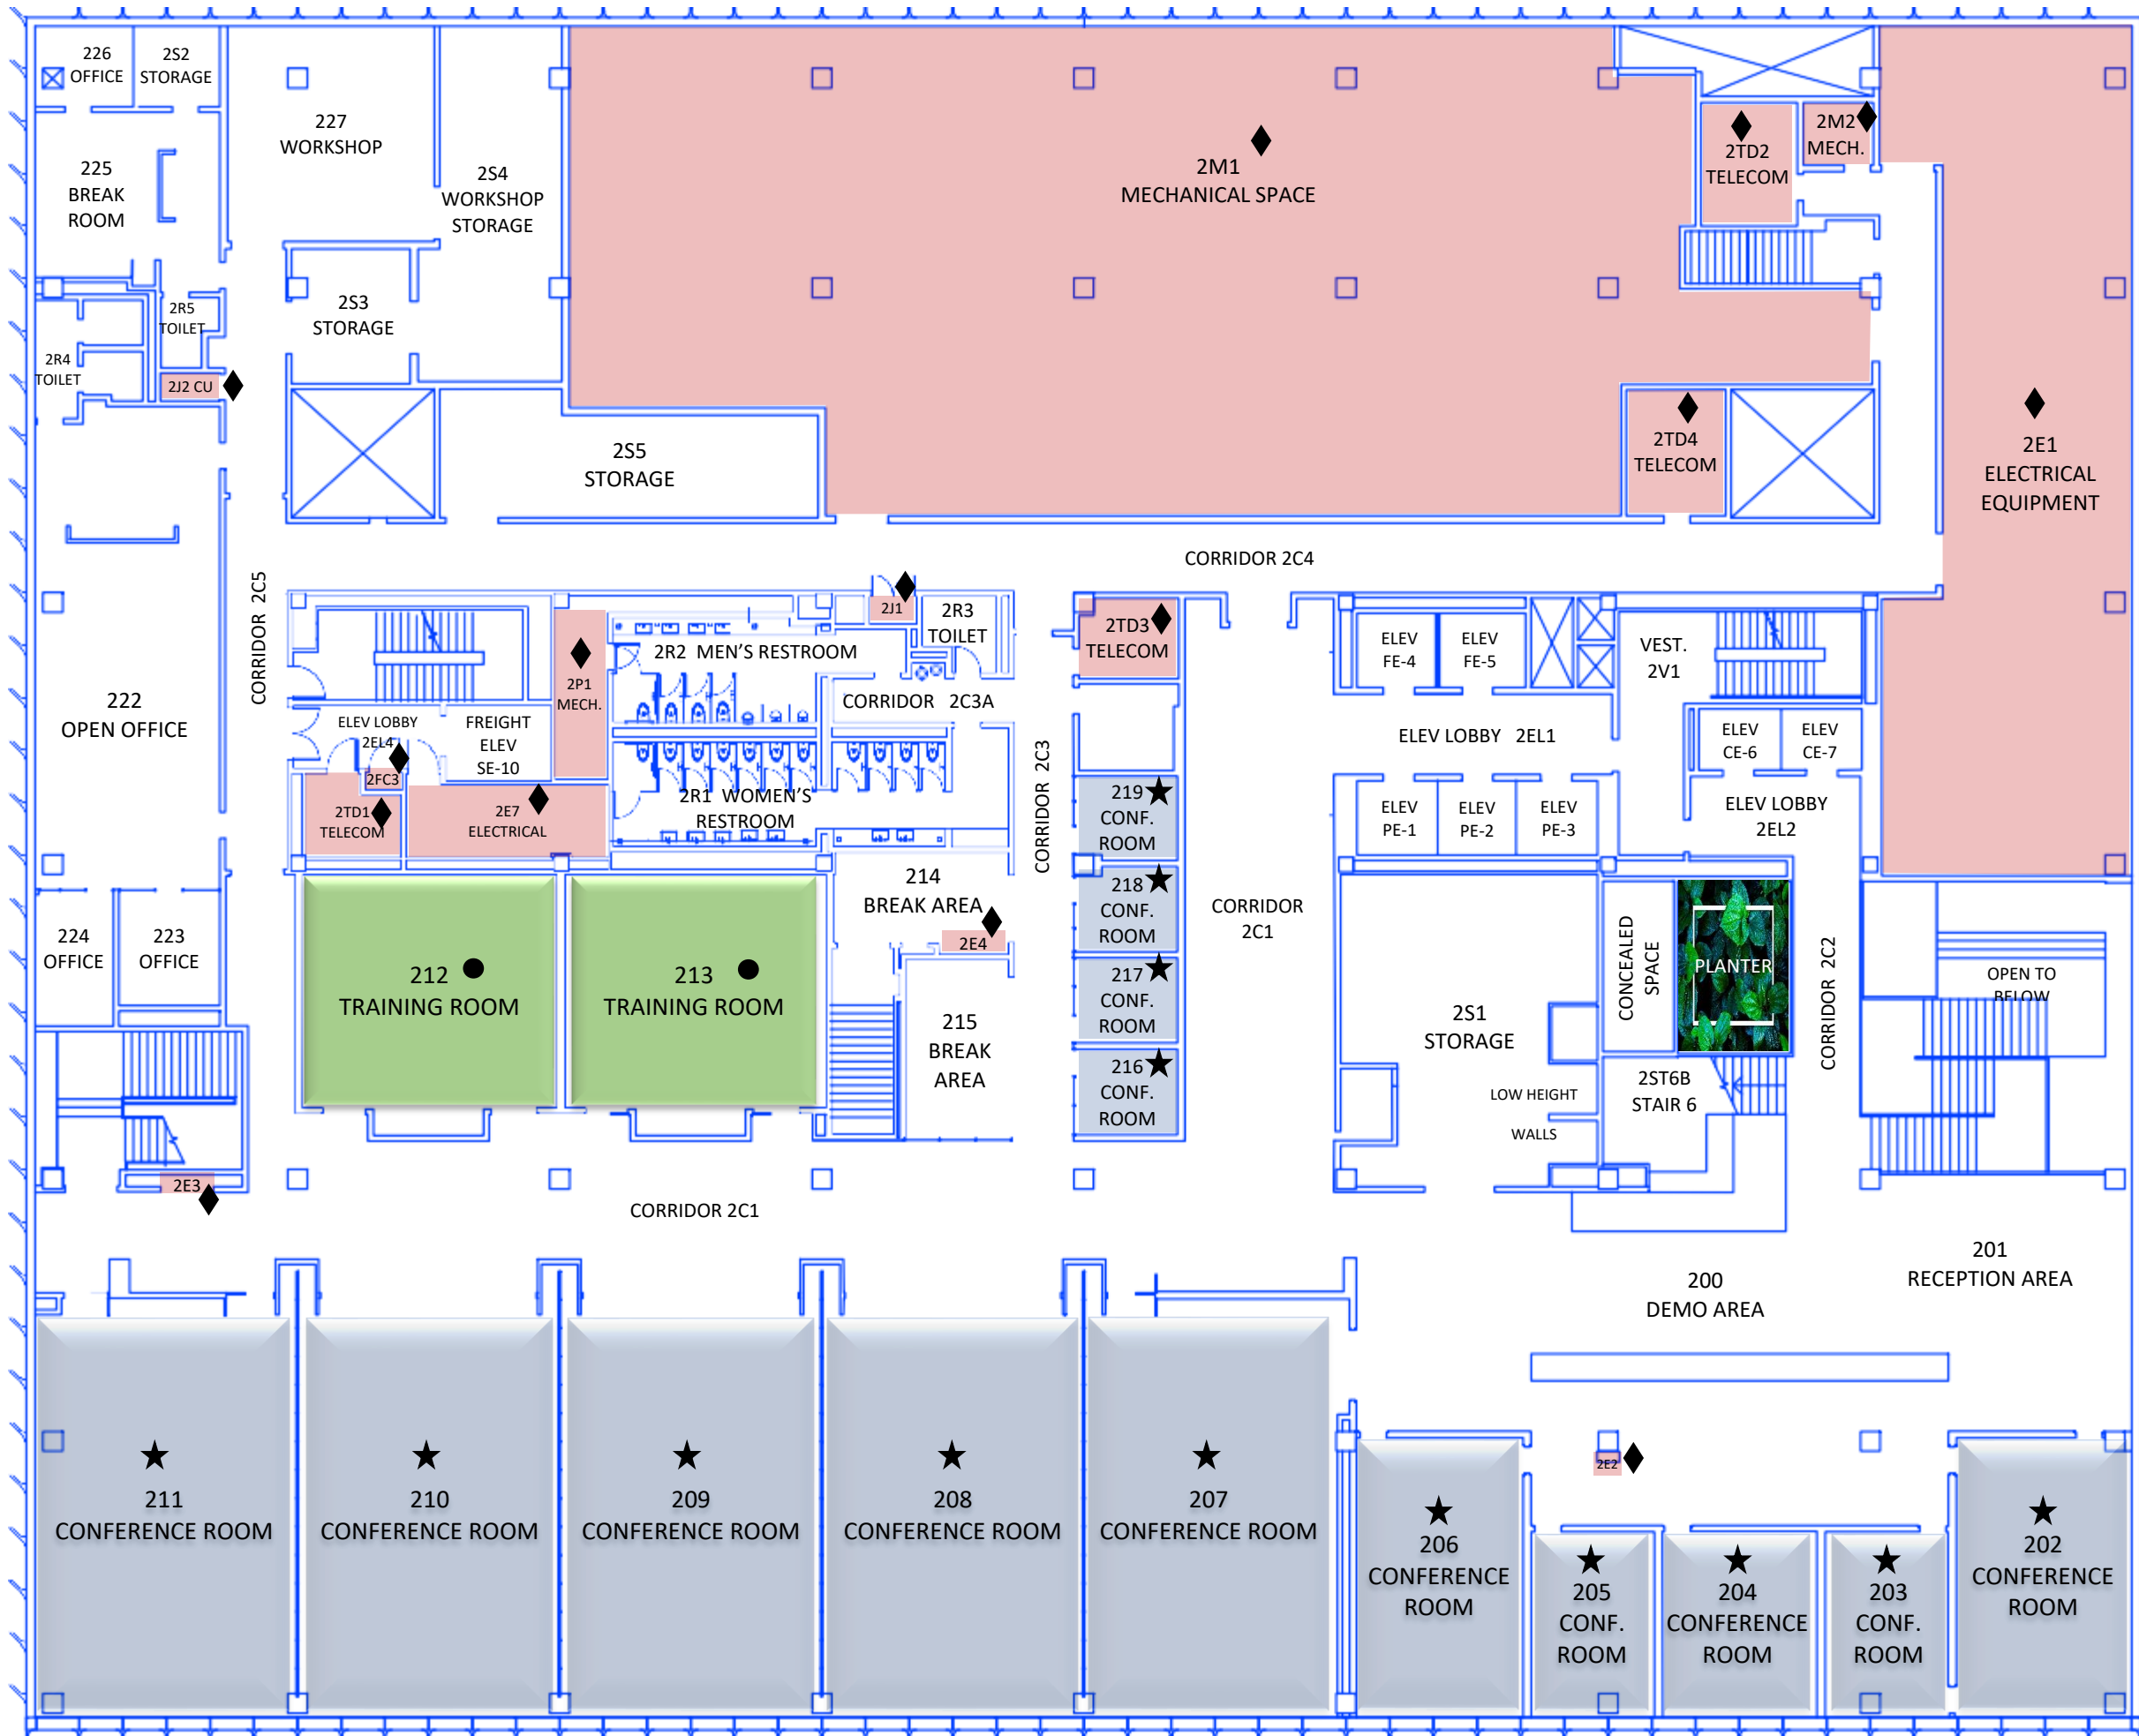 226
OFFICE
2S2
STORAGE
227
WORKSHOP
225
BREAK
ROOM
2S4
WORKSHOP
STORAGE
2M1
MECHANICAL SPACE
2TD2
TELECOM
2M2
MECH.
2S3
STORAGE
2R5
TOILET
2R4
TOILET
2J2 CU
2S5
STORAGE
2TD4
TELECOM
2E1
ELECTRICAL
EQUIPMENT
CORRIDOR 2C4
CORRIDOR 2C5
2J1
2R3
TOILET
2TD3
TELECOM
ELEV
FE-4
ELEV
FE-5
VEST.
2V1
2R2 MEN'S RESTROOM
2P1
MECH.
222
OPEN OFFICE
CORRIDOR 2C3A
ELEV LOBBY
2EL4
FREIGHT
ELEV
SE-10
ELEV LOBBY 2EL1
ELEV
CE-6
ELEV
CE-7
2FC3
2TD1
TELECOM
2E7
ELECTRICAL
2R1 WOMEN'S
RESTROOM
CORRIDOR 2C3
219
CONF.
ROOM
ELEV
PE-1
ELEV
PE-2
ELEV
PE-3
ELEV LOBBY
2EL2
214
BREAK AREA
2E4
218
CONF.
ROOM
CORRIDOR
2C1
224
OFFICE
223
OFFICE
212
TRAINING ROOM
213
TRAINING ROOM
217
CONF.
ROOM
CONCEALED
SPACE
PLANTER
CORRIDOR 2C2
OPEN TO
BELOW
215
BREAK
AREA
2S1
STORAGE
216
CONF.
ROOM
LOW HEIGHT
WALLS
2ST6B
STAIR 6
2E3
CORRIDOR 2C1
201
RECEPTION AREA
200
DEMO AREA
2E2
211
CONFERENCE ROOM
210
CONFERENCE ROOM
209
CONFERENCE ROOM
208
CONFERENCE ROOM
207
CONFERENCE ROOM
206
CONFERENCE
ROOM
205
CONF.
ROOM
204
CONFERENCE
ROOM
203
CONF.
ROOM
202
CONFERENCE
ROOM